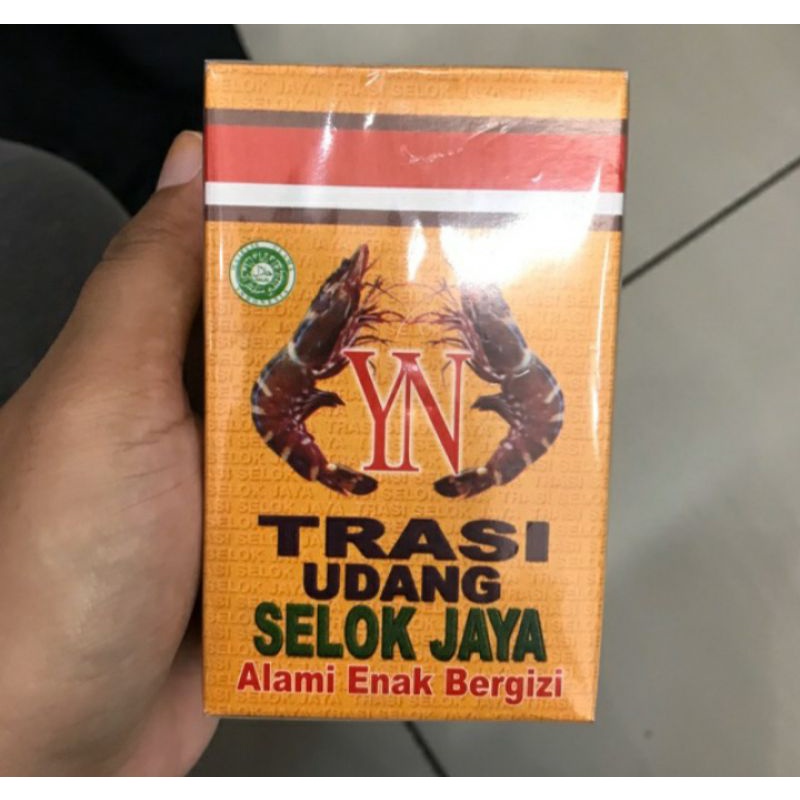 YN
TRASI
UDANG
SELOK JAYA
Alami Enak Bergizi